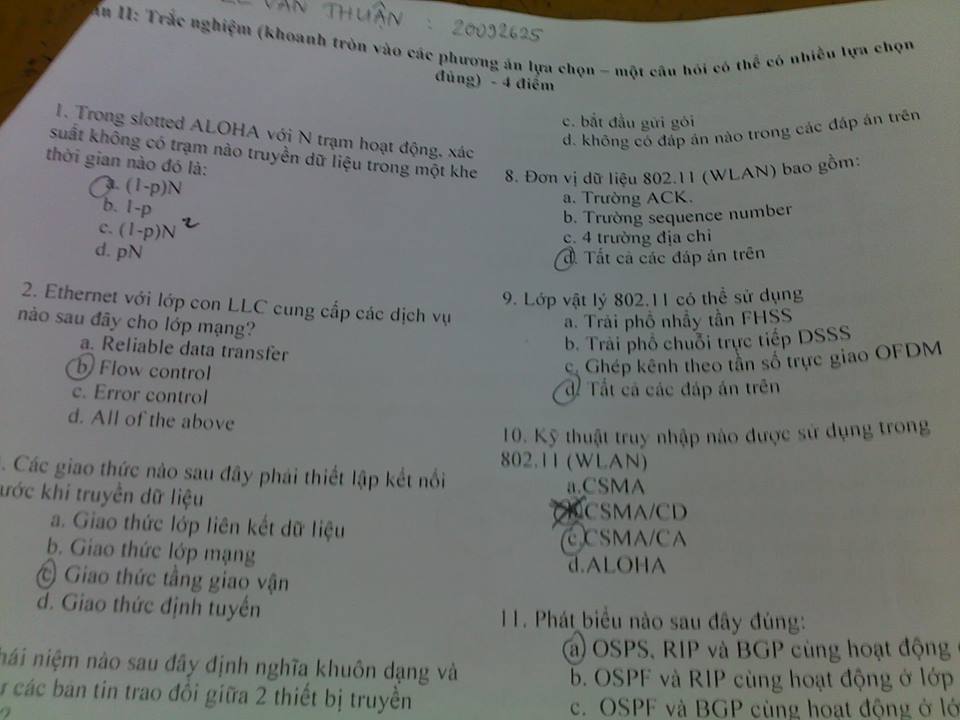 VĂN THUẬN : 20092625
II: Trắc nghiệm (khoanh tròn vào các phương án lựa chọn – một câu hỏi có thể có nhiều lựa chọn
đúng) - 4 điểm
1. Trong slotted ALOHA với N trạm hoạt động, xác
suất không có trạm nào truyền dữ liệu trong một khe
thời gian nào đó là:
a. (1-p)N
b. 1-p
c. (1-p)N 2
d. pN
2. Ethernet với lớp con LLC cung cấp các dịch vụ
nào sau đây cho lớp mạng?
a. Reliable data transfer
b) Flow control
c. Error control
d. All of the above
. Các giao thức nào sau đây phải thiết lập kết nối
ước khi truyền dữ liệu
a. Giao thức lớp liên kết dữ liệu
b. Giao thức lớp mạng
c) Giao thức tầng giao vận
d. Giao thức định tuyến
hái niệm nào sau đây định nghĩa khuôn dạng và
các bản tin trao đổi giữa 2 thiết bị truyền
c. bắt đầu gửi gói
d. không có đáp án nào trong các đáp án trên
8. Đơn vị dữ liệu 802.11 (WLAN) bao gồm:
a. Trường ACK.
b. Trường sequence number
c. 4 trường địa chỉ
d. Tất cả các đáp án trên
9. Lớp vật lý 802.11 có thể sử dụng
a. Trải phổ nhẩy tần FHSS
b. Trải phổ chuỗi trực tiếp DSSS
c. Ghép kênh theo tần số trực giao OFDM
d. Tất cả các đáp án trên
10. Kỹ thuật truy nhập nào được sử dụng trong
802.11 (WLAN)
a.CSMA
CSMA/CD
c.CSMA/CA
d.ALOHA
11. Phát biểu nào sau đây đúng:
a) OSPS, RIP và BGP cùng hoạt động
b. OSPF và RIP cùng hoạt động ở lớp
c. OSPF và BGP cùng hoạt động ở lớ